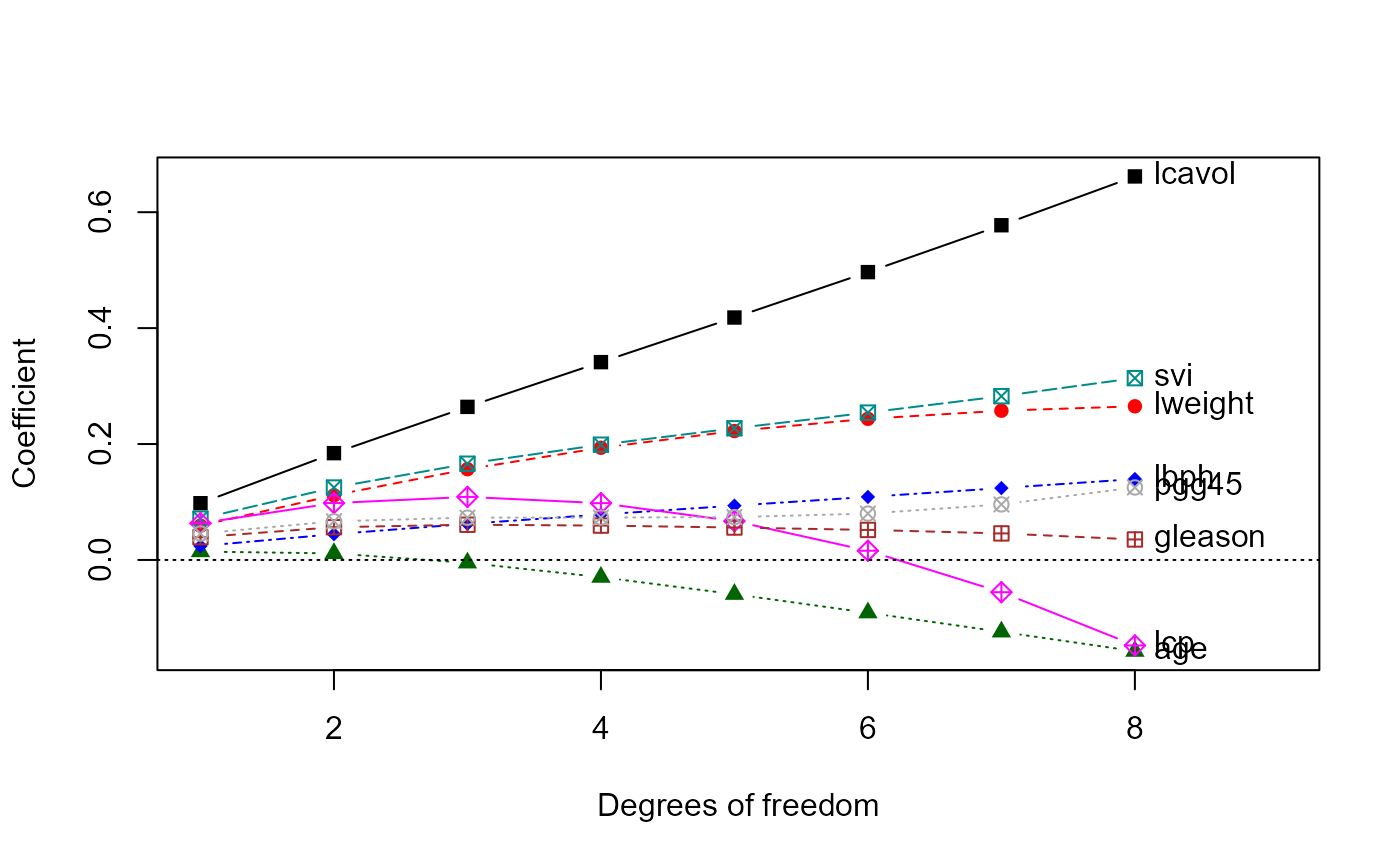 Coefficient
0.6
0.4
0.2
0.0
lcavol
svi
lweight
lbph
pgg45
gleason
lcp
age
2 4 6 8
Degrees of freedom